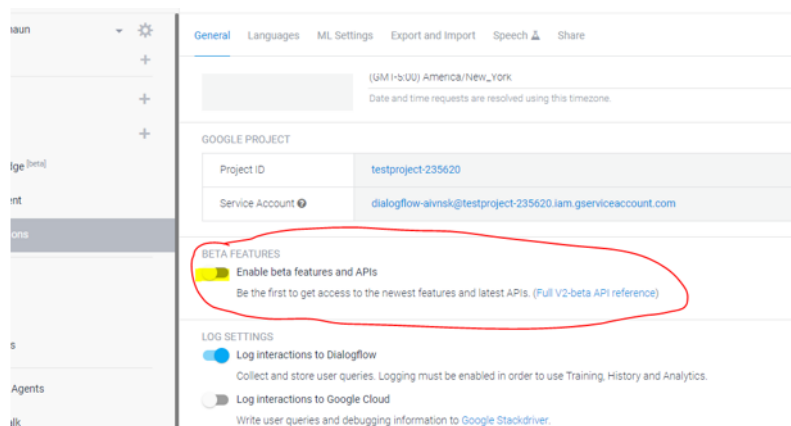 aun
General Languages ML Settings Export and Import Speech Share
(GMT-5:00) America/New_York
Date and time requests are resolved using this timezone.
GOOGLE PROJECT
Project ID testproject-235620
lge [beta]
nt
Service Account dialogflow-aivnsk@testproject-235620.iam.gserviceaccount.com
ons
BETA FEATURES
Enable beta features and APIs
Be the first to get access to the newest features and latest APIs. (Full V2-beta API reference)
LOG SETTINGS
s
Log interactions to Dialogflow
Collect and store user queries. Logging must be enabled in order to use Training, History and Analytics.
Agents
Log interactions to Google Cloud
alk
Write user queries and debugging information to Google Stackdriver.